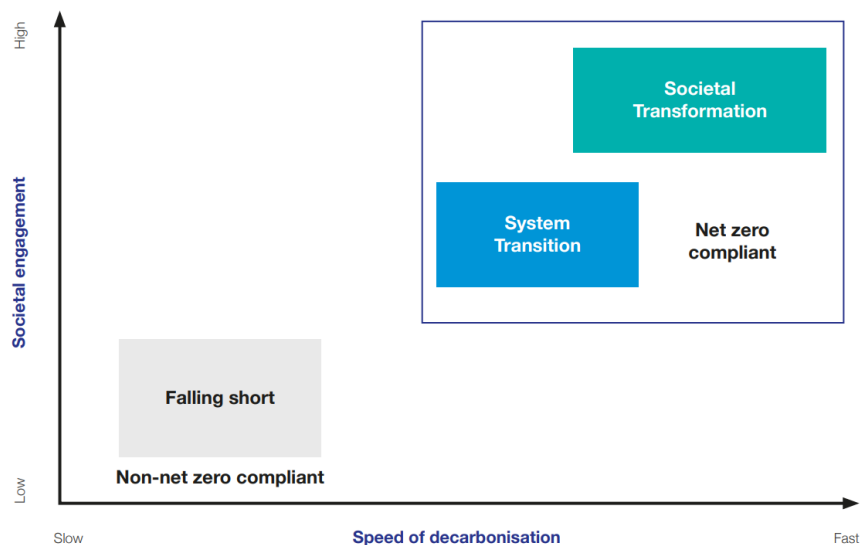 High
Societal
Transformation
Societal engagement
System
Transition
Net zero
compliant
Falling short
Non-net zero compliant
Low
Slow
Speed of decarbonisation
Fast